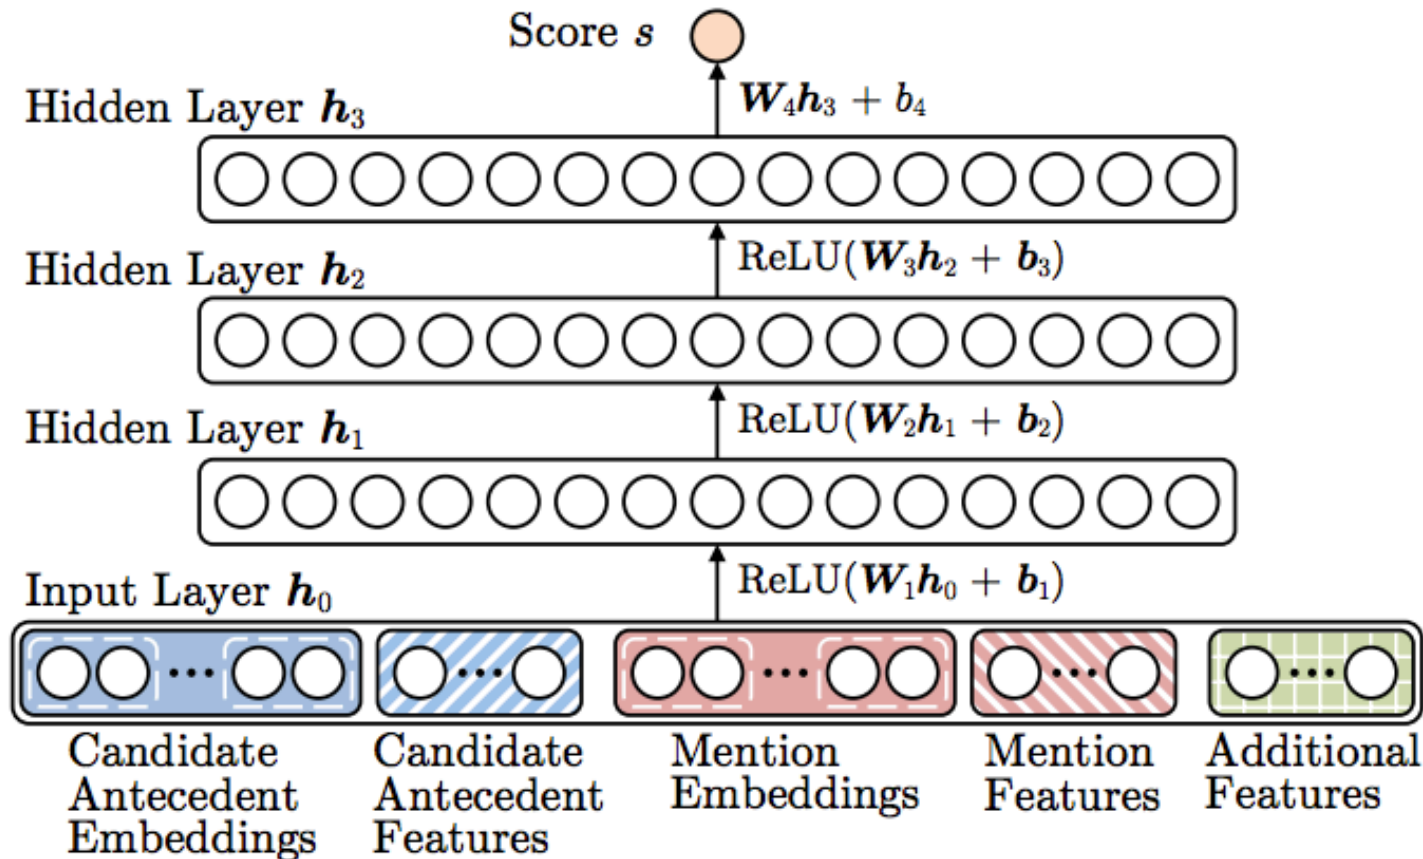 Score s
W₄h₃ + b₄
Hidden Layer h₃
ReLU(W₃h₂ + b₃)
Hidden Layer h₂
ReLU(W₂h₁ + b₂)
Hidden Layer h₁
ReLU(W₁h₀ + b₁)
Input Layer h₀
Candidate
Antecedent
Embeddings
Candidate
Antecedent
Features
Mention
Embeddings
Mention
Features
Additional
Features